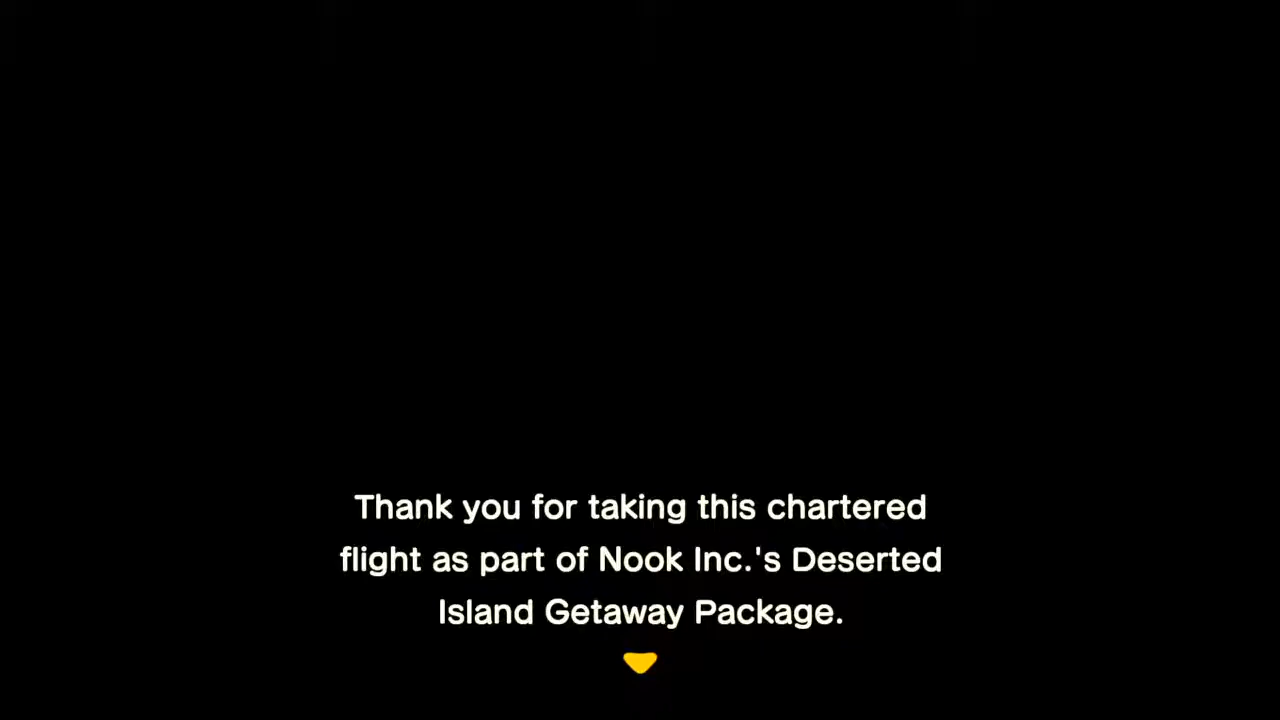 Thank you for taking this chartered
flight as part of Nook Inc.'s Deserted
Island Getaway Package.